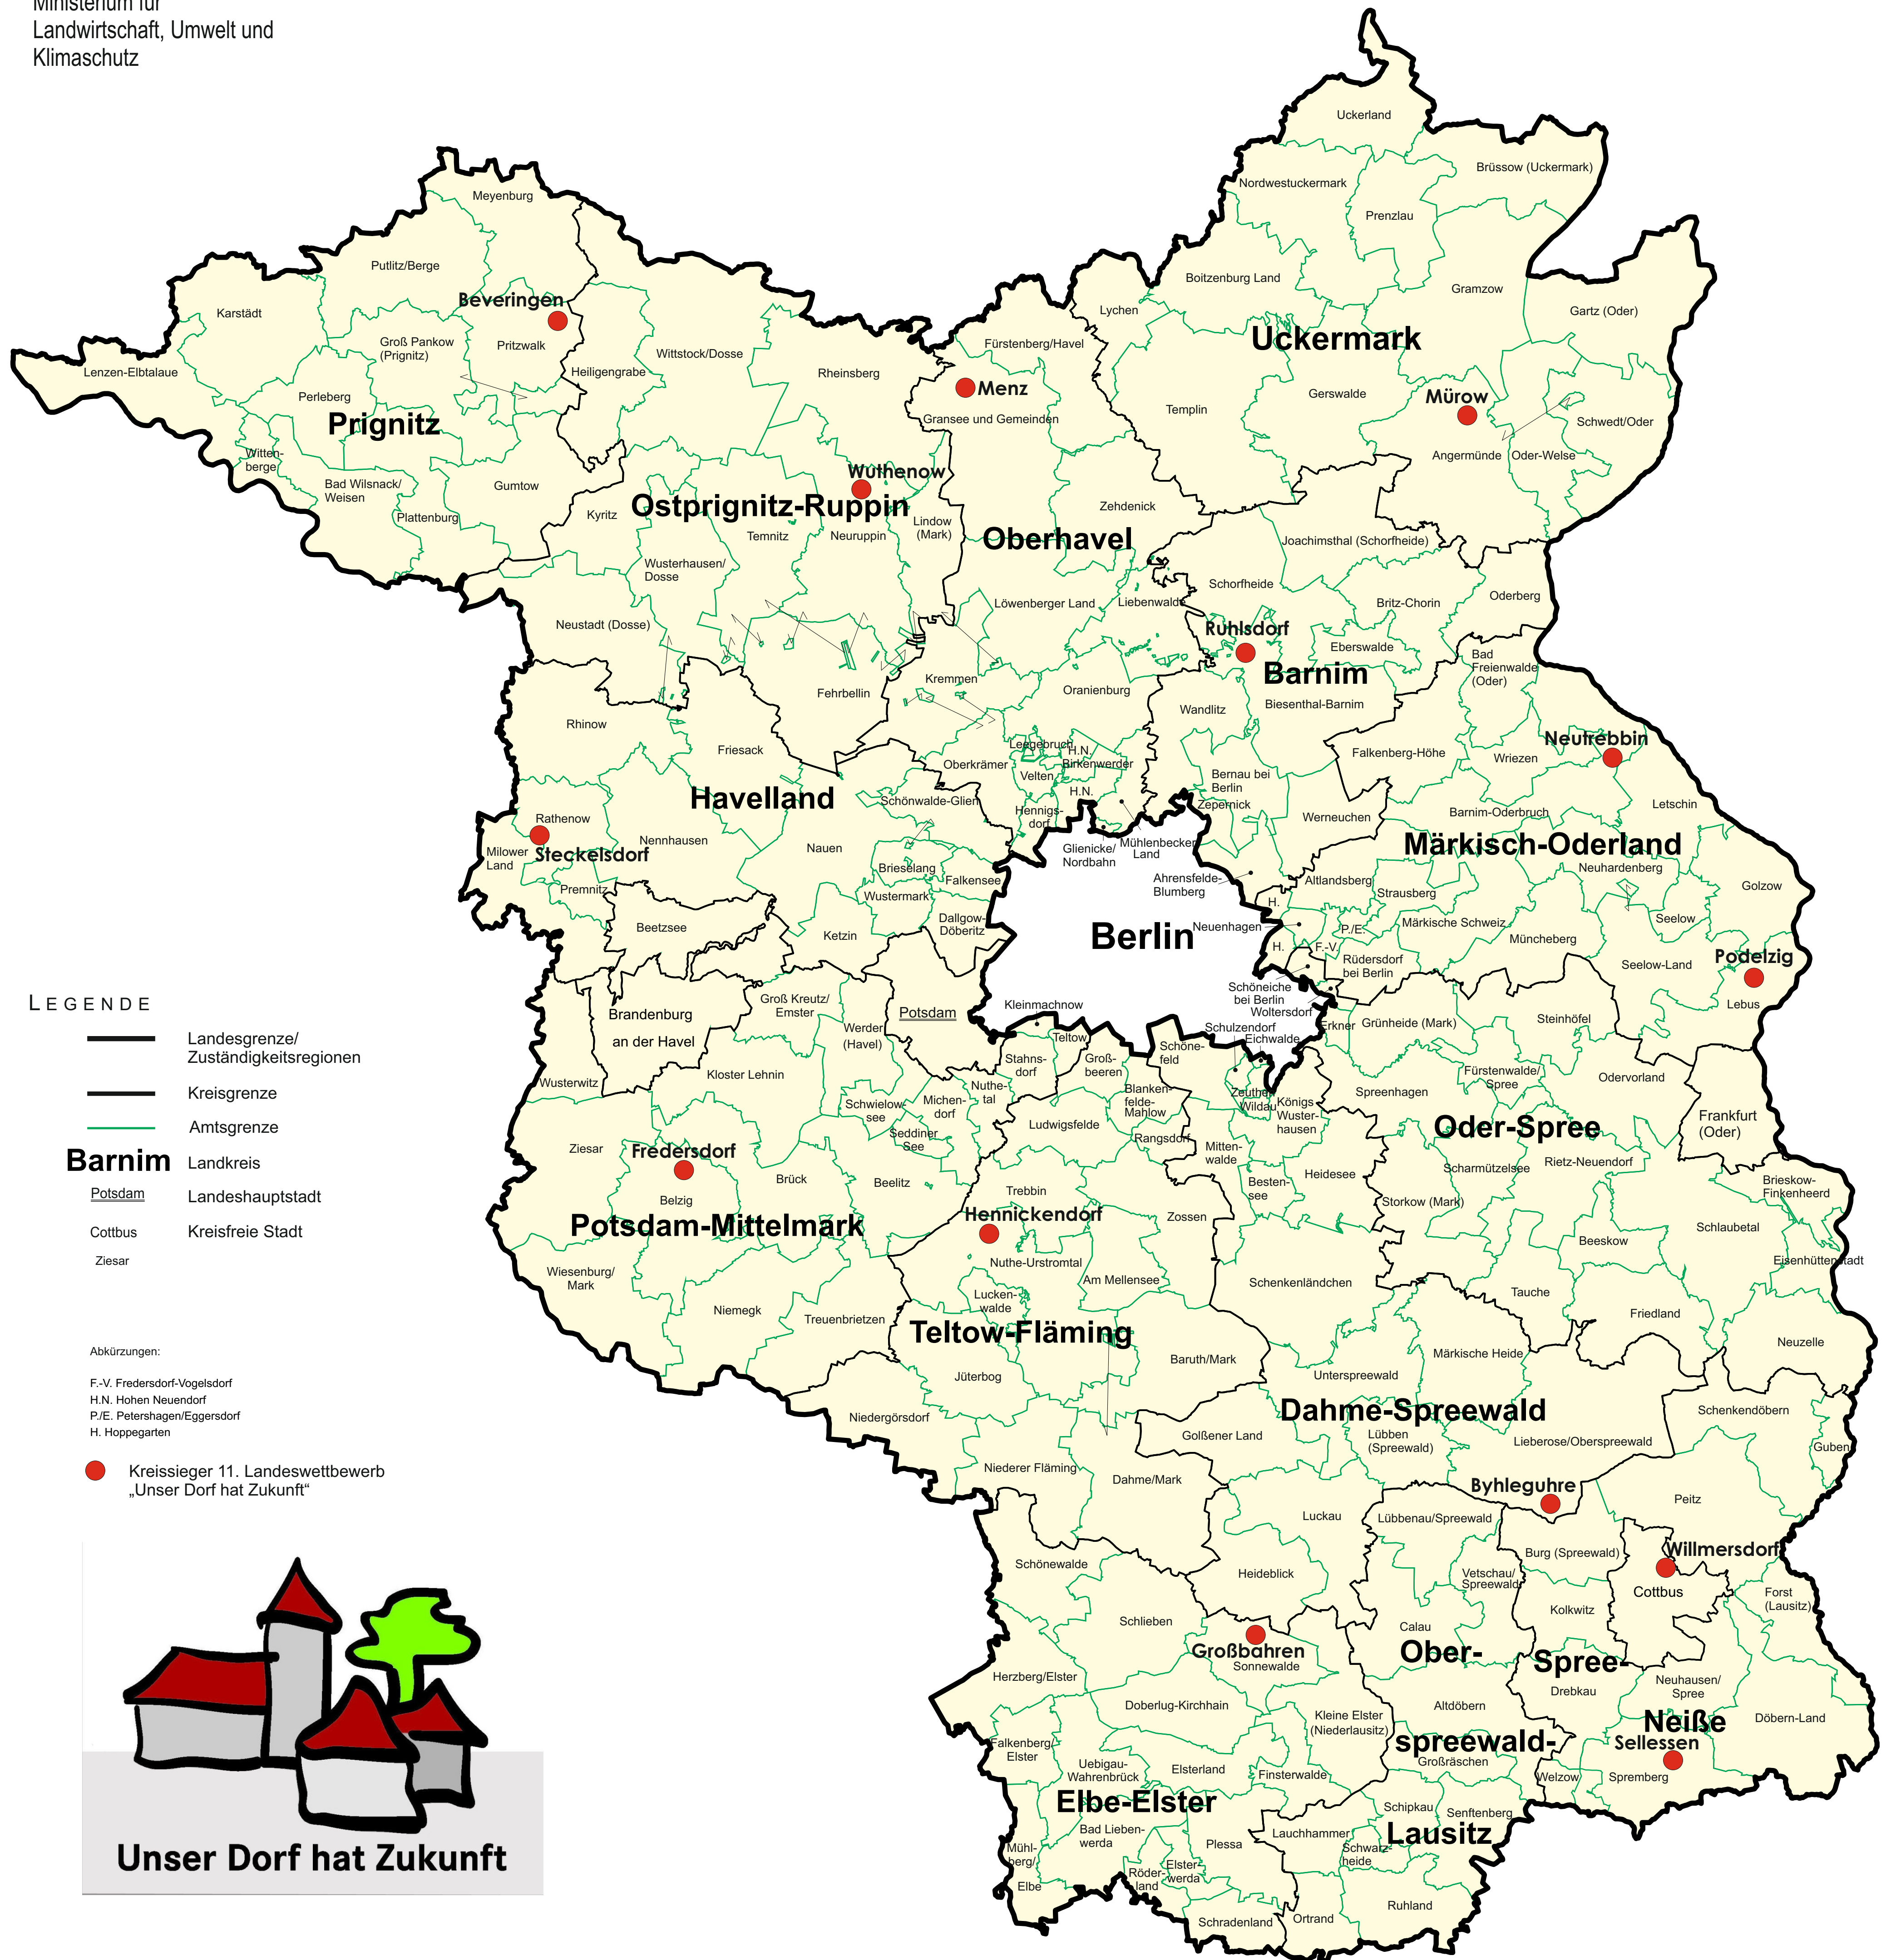 Ministerium für
Landwirtschaft, Umwelt und
Klimaschutz
Uckerland
Brüssow (Uckermark)
Nordwestuckermark
Prenzlau
Meyenburg
Putlitz/Berge
Boitzenburg Land
Gramzow
Beveringen
Karstädt
Lychen
Gartz (Oder)
Uckermark
Groß Pankow
(Prignitz)
Pritzwalk
Fürstenberg/Havel
Wittstock/Dosse
Lenzen-Elbtalaue
Heiligengrabe
Rheinsberg
Menz
Perleberg
Gerswalde
Mürow
Prignitz
Gransee und Gemeinden
Templin
Schwedt/Oder
Witten-
berge
Angermünde
Oder-Welse
Wuthenow
Bad Wilsnack/
Weisen
Gumtow
Ostprignitz-Ruppin
Plattenburg
Kyritz
Zehdenick
Lindow
(Mark)
Temnitz
Neuruppin
Oberhavel
Joachimsthal (Schorfheide)
Wusterhausen/
Dosse
Schorfheide
Löwenberger Land
Liebenwalde
Britz-Chorin
Oderberg
Neustadt (Dosse)
Ruhlsdorf
Eberswalde
Bad
Freienwalde
(Oder)
Barnim
Kremmen
Fehrbellin
Oranienburg
Wandlitz
Biesenthal-Barnim
Rhinow
Friesack
Leegebruch
H.N.
Birkenwerder
Falkenberg-Höhe
Neutrebbin
Wriezen
Oberkrämer
Velten
Bernau bei
Berlin
H.N.
Havelland
Schönwalde-Glien
Zepernick
Letschin
Hennigs-
dorf
Werneuchen
Barnim-Oderbruch
Rathenow
Märkisch-Oderland
Nennhausen
Nauen
Milower
Land
Steckelsdorf
Glienicke/
Nordbahn
Mühlenbecker
Land
Brieselang
Falkensee
Neuhardenberg
Premnitz
Wustermark
Ahrensfelde-
Blumberg
Altlandsberg
Strausberg
Golzow
H.
Beetzsee
Dallgow-
Döberitz
Ketzin
Berlin
Neuenhagen
P./E.
Märkische Schweiz
Seelow
H.
F.-V.
Müncheberg
Rüdersdorf
bei Berlin
Seelow-Land
Podelzig
Schöneiche
bei Berlin
Woltersdorf
Lebus
LEGENDE
Landesgrenze/
Zuständigkeitsregionen
Kreisgrenze
Amtsgrenze
Barnim
Landkreis
Potsdam
Landeshauptstadt
Cottbus
Kreisfreie Stadt
Ziesar
Abkürzungen:
F.-V. Fredersdorf-Vogelsdorf
H.N. Hohen Neuendorf
P./E. Petershagen/Eggersdorf
H. Hoppegarten
Kreissieger 11. Landeswettbewerb
„Unser Dorf hat Zukunft“
Brandenburg
an der Havel
Groß Kreutz/
Emster
Potsdam
Kleinmachnow
Werder
(Havel)
Teltow
Schulzendorf
Eichwalde
Erkner
Grünheide (Mark)
Steinhöfel
Wusterwitz
Kloster Lehnin
Stahns-
dorf
Groß-
beeren
Schöne-
feld
Fürstenwalde/
Spree
Odervorland
Nuthe-
tal
Blanken-
felde-
Mahlow
Zeuthen
Wildau
Königs
Wuster-
hausen
Spreenhagen
Schwielow-
see
Michen-
dorf
Ludwigsfelde
Oder-Spree
Frankfurt
(Oder)
Seddiner
See
Rangsdorf
Ziesar
Fredersdorf
Mitten-
walde
Brück
Beelitz
Heidesee
Scharmützelsee
Rietz-Neuendorf
Belzig
Trebbin
Besten-
see
Storkow (Mark)
Brieskow-
Finkenheerd
Potsdam-Mittelmark
Hennickendorf
Zossen
Schlaubetal
Beeskow
Eisenhüttenstadt
Nuthe-Urstromtal
Wiesenburg/
Mark
Am Mellensee
Schenkenländchen
Tauche
Niemegk
Treuenbrietzen
Lucken-
walde
Friedland
Teltow-Fläming
Neuzelle
Baruth/Mark
Märkische Heide
Jüterbog
Unterspreewald
Niedergörsdorf
Dahme-Spreewald
Schenkendöbern
Golßener Land
Lübben
(Spreewald)
Lieberose/Oberspreewald
Guben
Niederer Fläming
Dahme/Mark
Byhleguhre
Peitz
Luckau
Lübbenau/Spreewald
Schönewalde
Burg (Spreewald)
Willmersdorf
Heideblick
Vetschau/
Spreewald
Cottbus
Forst
(Lausitz)
Kolkwitz
Schlieben
Calau
Großbahren
Sonnewalde
Ober-
Spree-
Herzberg/Elster
Drebkau
Neuhausen/
Spree
Doberlug-Kirchhain
Kleine Elster
(Niederlausitz)
Altdöbern
Neiße
Döbern-Land
Falkenberg/
Elster
spreewald-
Sellessen
Uebigau-
Wahrenbrück
Elsterland
Finsterwalde
Großräschen
Welzow
Spremberg
Elbe-Elster
Schipkau
Senftenberg
Bad Lieben-
werda
Plessa
Lauchhammer
Lausitz
Mühl-
berg/
Elbe
Schwarz-
heide
Röder-
land
Elster-
werda
Ruhland
Schradenland
Ortrand
Unser Dorf hat Zukunft